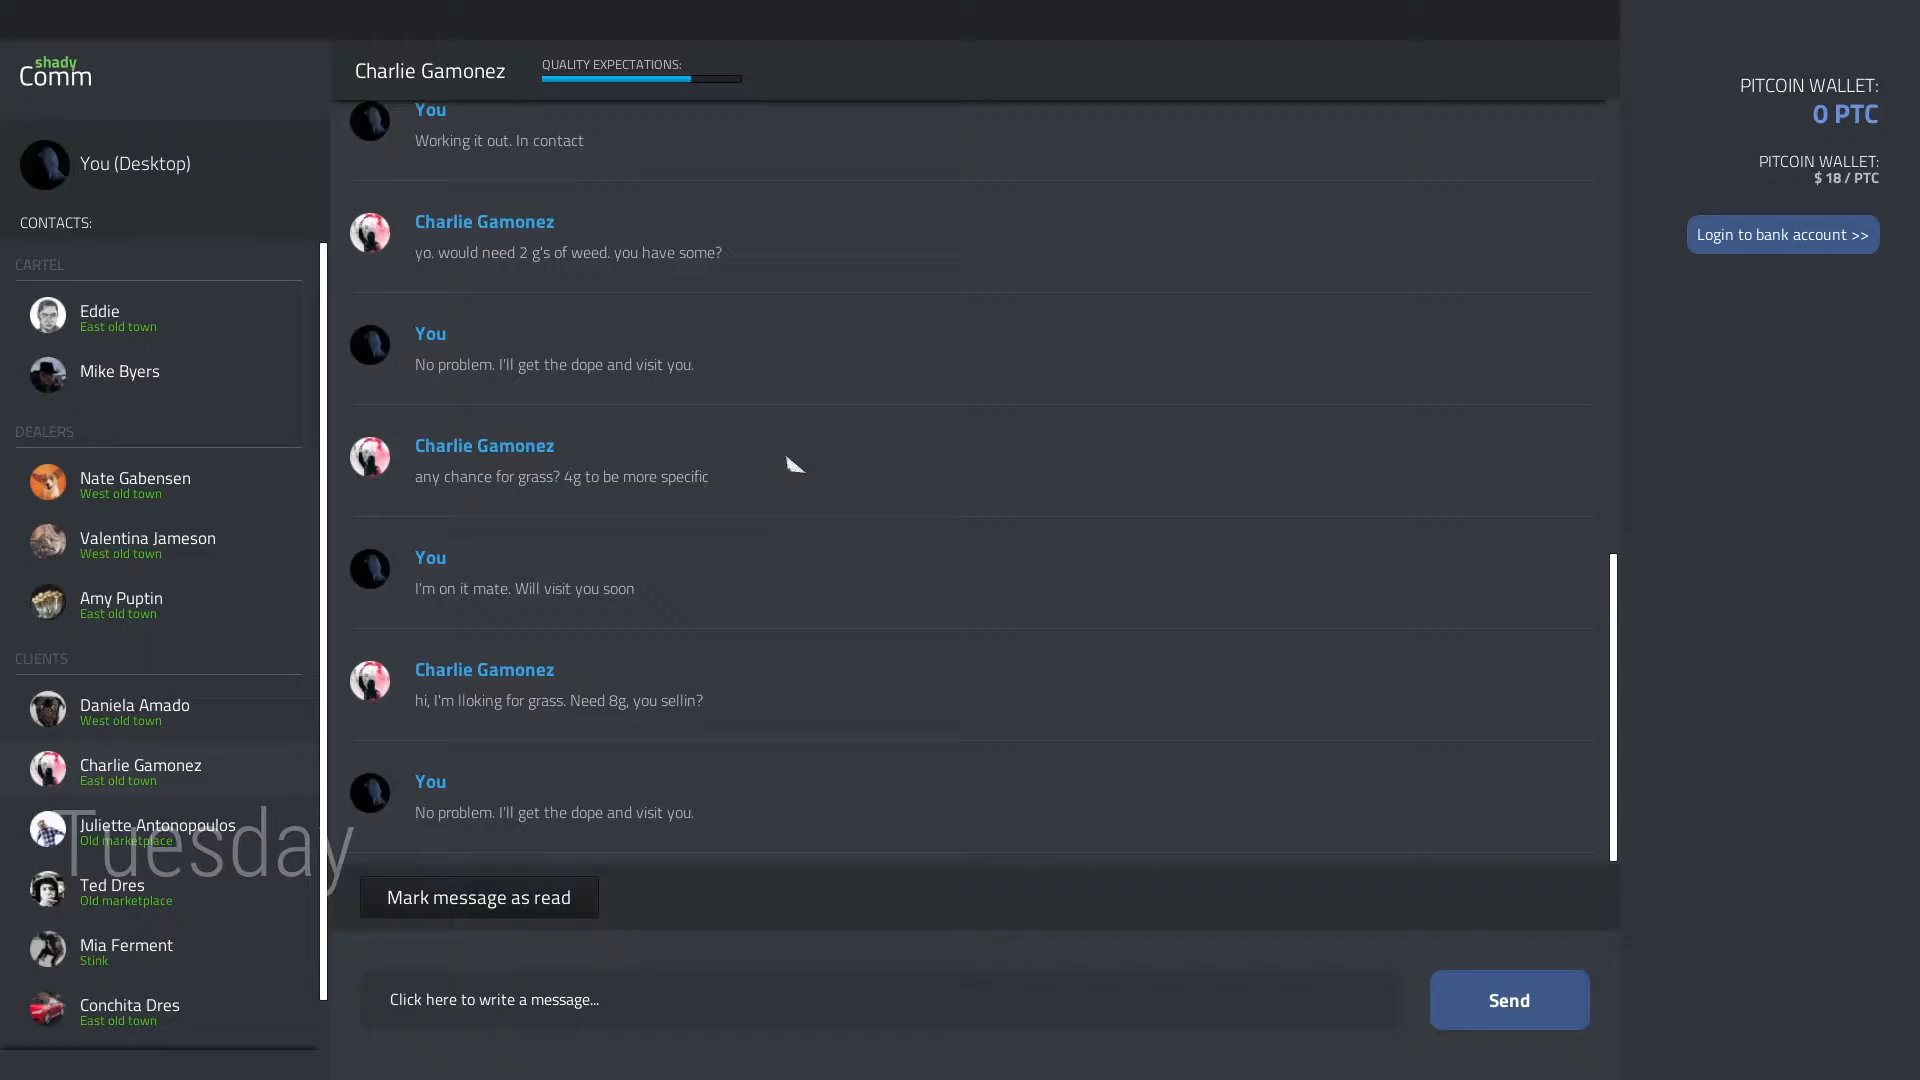 shady
Comm
You (Desktop)
CONTACTS:
CARTEL
Eddie
East old town
Mike Byers
DEALERS
Nate Gabensen
West old town
Valentina Jameson
West old town
Amy Puptin
East old town
CLIENTS
Daniela Amado
West old town
Charlie Gamonez
East old town
Juliette Antonopoulos
Old marketplace
Tuesday
Ted Dres
Old marketplace
Mia Ferment
Stink
Conchita Dres
East old town
Charlie Gamonez
QUALITY EXPECTATIONS:
You
Working it out. In contact
Charlie Gamonez
yo. would need 2 g's of weed. you have some?
You
No problem. I'll get the dope and visit you.
Charlie Gamonez
any chance for grass? 4g to be more specific
You
I'm on it mate. Will visit you soon
Charlie Gamonez
hi, I'm lloking for grass. Need 8g, you sellin?
You
No problem. I'll get the dope and visit you.
Mark message as read
Click here to write a message...
Send
PITCOIN WALLET:
0 PTC
PITCOIN WALLET:
$ 18 / PTC
Login to bank account >>